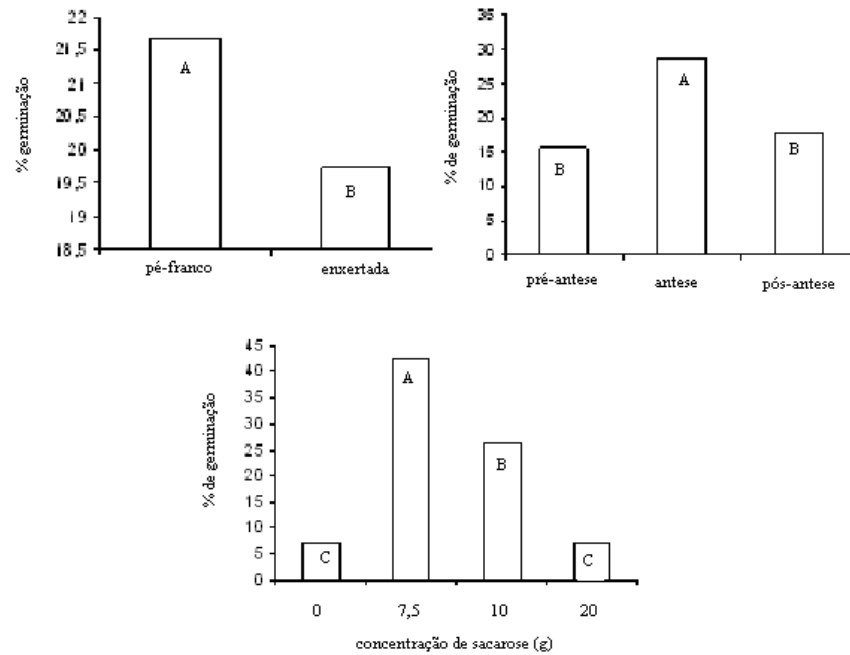 % germinação
22
21,5
21
20,5
20
19,5
19
18,5
A
B
pé-franco
enxertada
% de germinação
35
30
25
20
15
10
5
0
B
A
B
pré-antese
antese
pós-antese
% de germinação
45
40
35
30
25
20
15
10
5
0
C
A
B
C
0
7,5
10
20
concentração de sacarose (g)